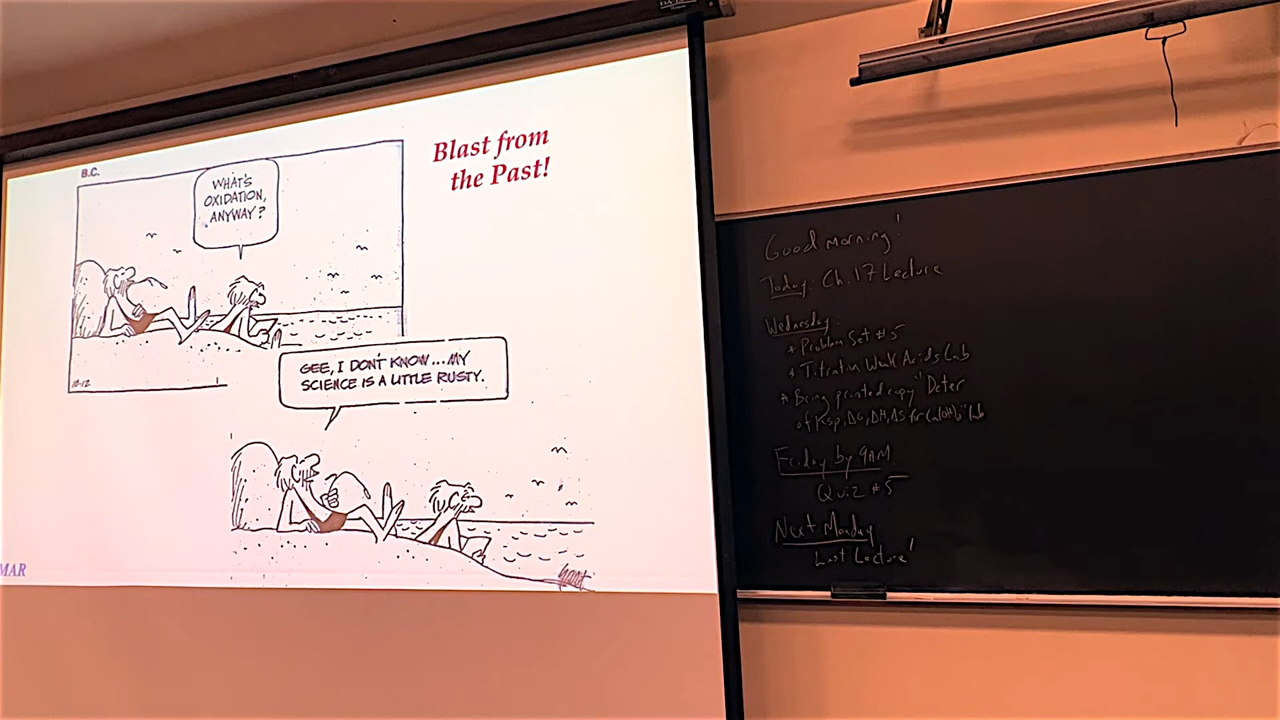 B.C.
Blast from
the Past!
WHAT'S
OXIDATION,
ANYWAY?
10-12
GEE, I DON'T KNOW...MY
SCIENCE IS A LITTLE RUSTY.
MAR
Good morning!
Today: Ch. 17 Lecture
Wednesday:
* Problem Set #5
* Titration Weak Acids Lab
* Bring printed copy "Deter
of Ksp, ΔG, ΔH, ΔS for Ca(OH)₂" lab
Friday by 9AM
Quiz #5
Next Monday
Last Lecture!